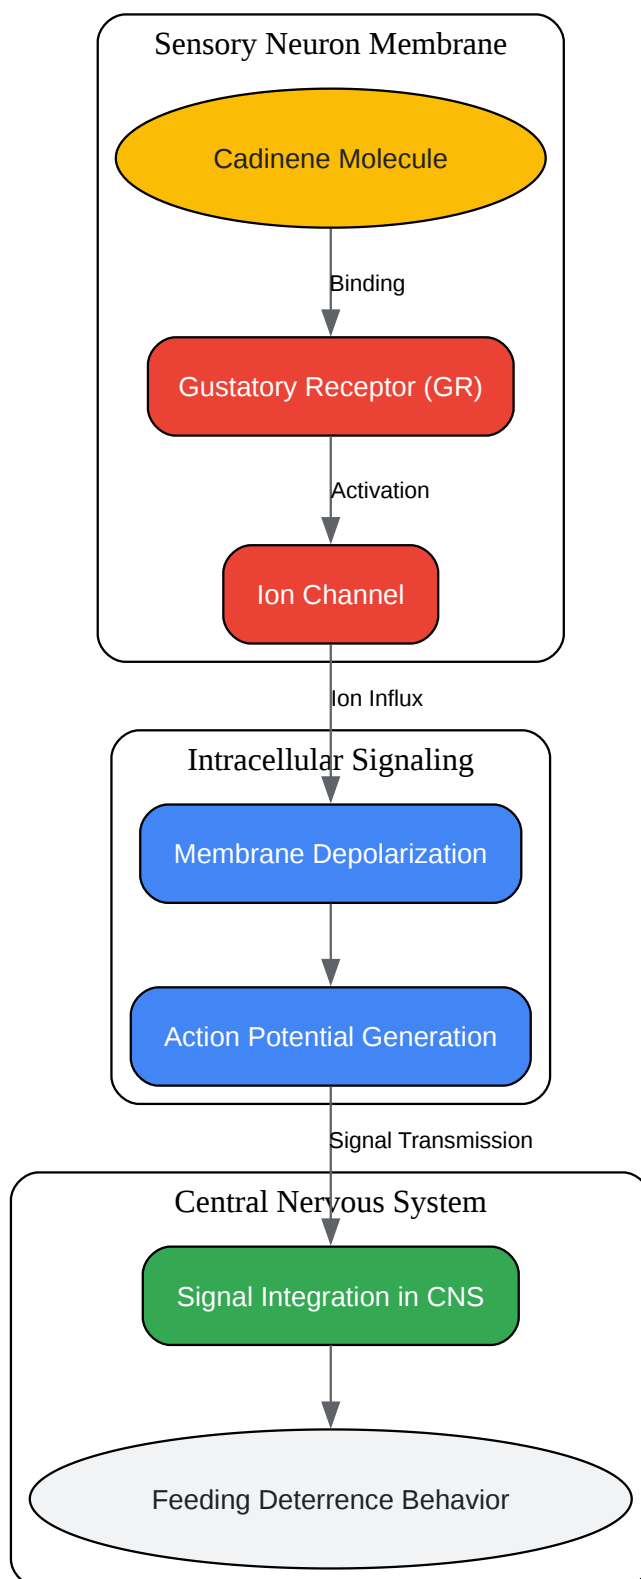 Sensory Neuron Membrane
Cadinene Molecule
Binding
Gustatory Receptor (GR)
Activation
Ion Channel
Ion Influx
Intracellular Signaling
Membrane Depolarization
Action Potential Generation
Signal Transmission
Central Nervous System
Signal Integration in CNS
Feeding Deterrence Behavior